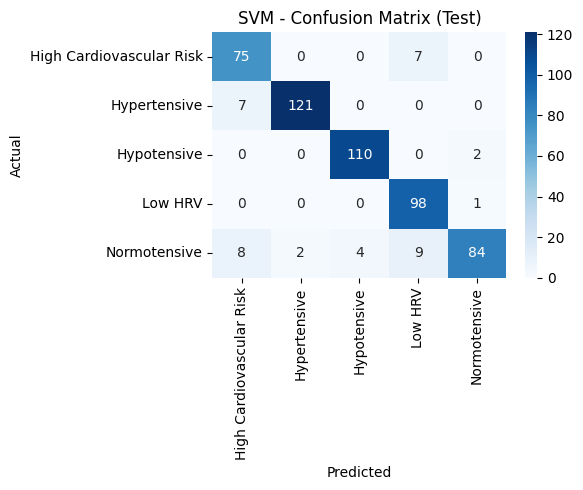 SVM - Confusion Matrix (Test)
High Cardiovascular Risk 75 0 0 7 0
Hypertensive 7 121 0 0 0
Hypotensive 0 0 110 0 2
Low HRV 0 0 0 98 1
Normotensive 8 2 4 9 84
Actual
High Cardiovascular Risk
Hypertensive
Hypotensive
Low HRV
Normotensive
Predicted
120
100
80
60
40
20
0